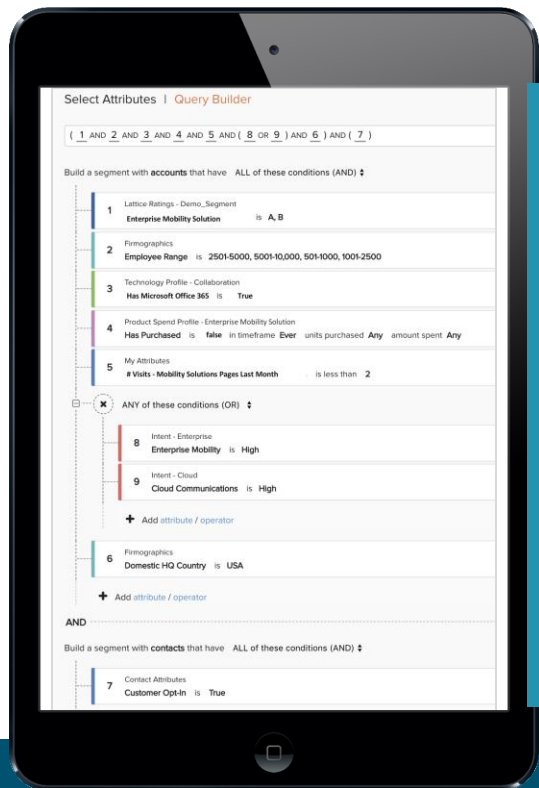 Select Attributes | Query Builder
( 1 AND 2 AND 3 AND 4 AND 5 AND ( 8 OR 9 ) AND 6 ) AND ( 7 )
Build a segment with accounts that have ALL of these conditions (AND)
1 Lattice Ratings - Demo_Segment
Enterprise Mobility Solution is A, B
2 Firmographics
Employee Range is 2501-5000, 5001-10,000, 501-1000, 1001-2500
3 Technology Profile - Collaboration
Has Microsoft Office 365 is True
4 Product Spend Profile - Enterprise Mobility Solution
Has Purchased is false in timeframe Ever units purchased Any amount spent Any
5 My Attributes
# Visits - Mobility Solutions Pages Last Month is less than 2
ANY of these conditions (OR)
8 Intent - Enterprise
Enterprise Mobility is High
9 Intent - Cloud
Cloud Communications is High
+ Add attribute / operator
6 Firmographics
Domestic HQ Country is USA
+ Add attribute / operator
AND
Build a segment with contacts that have ALL of these conditions (AND)
7 Contact Attributes
Customer Opt-In is True